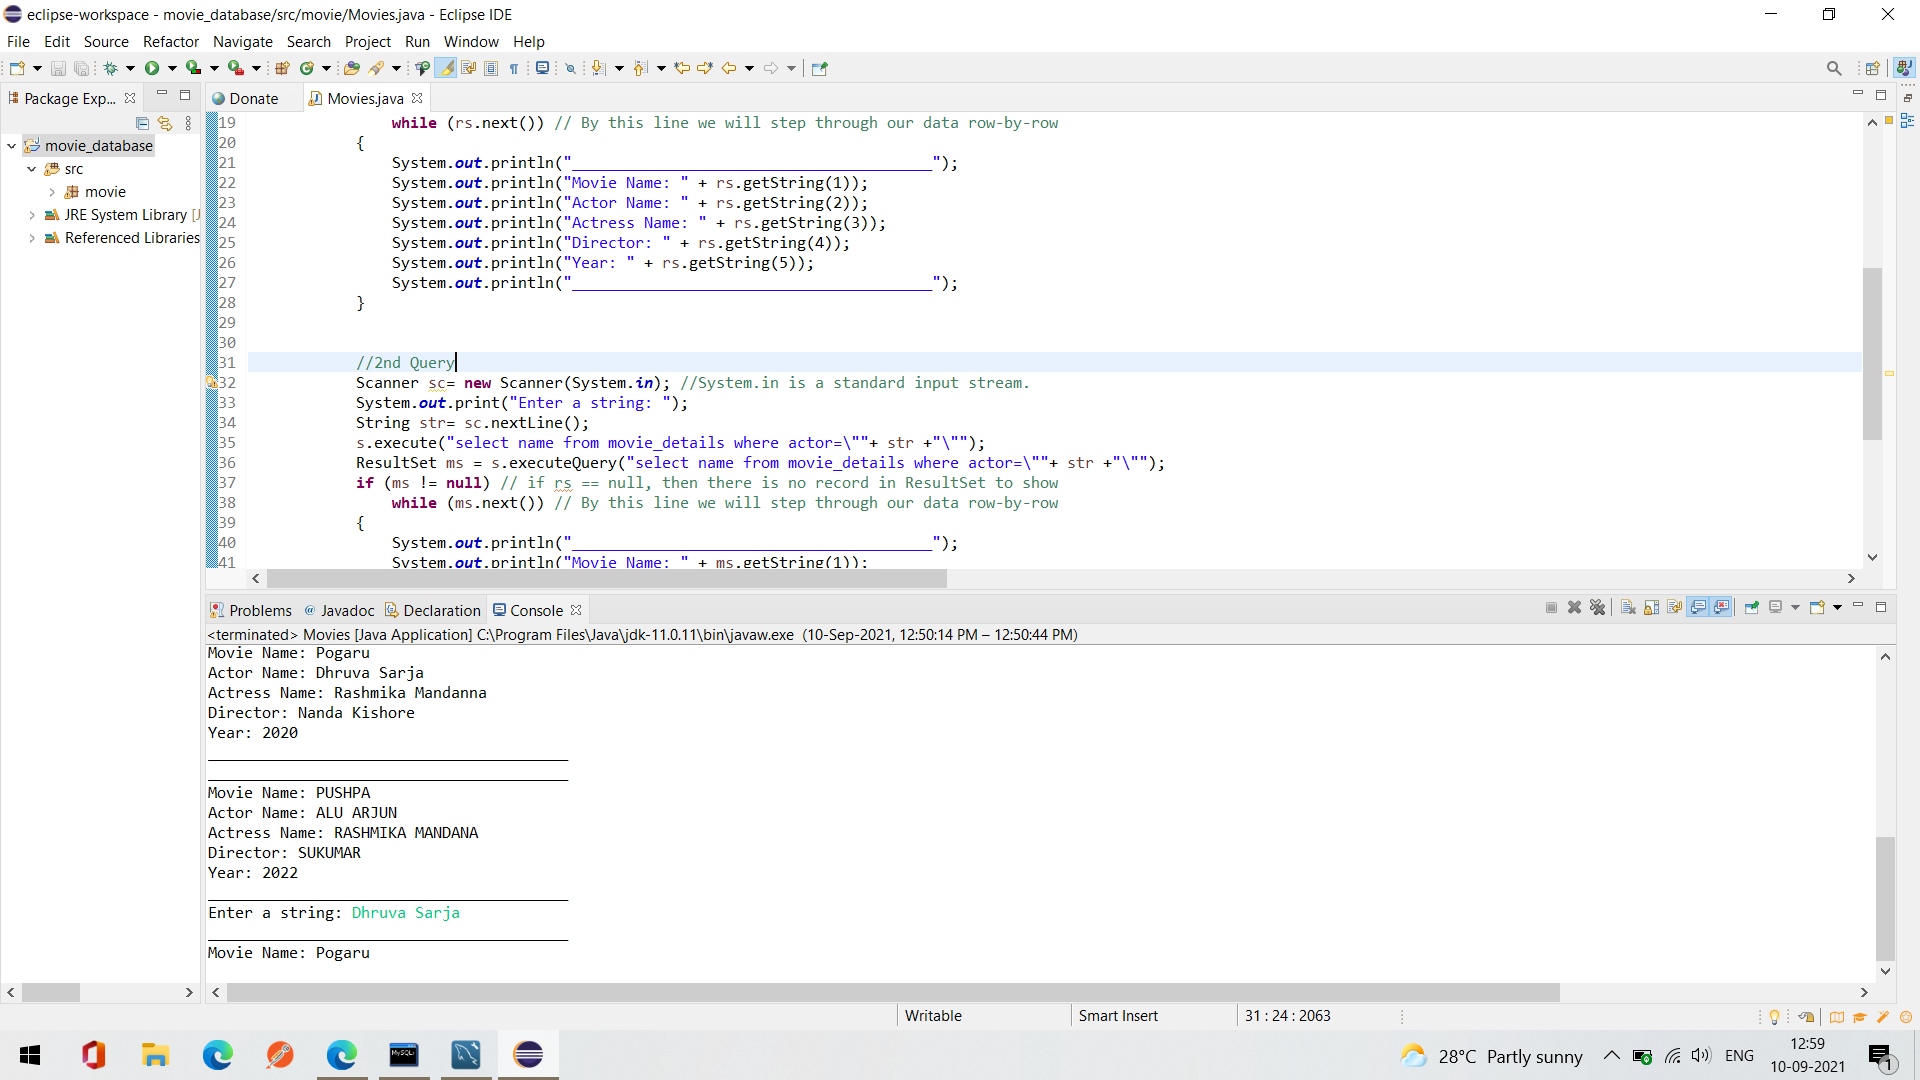 eclipse-workspace - movie_database/src/movie/Movies.java - Eclipse IDE
File Edit Source Refactor Navigate Search Project Run Window Help
Package Exp...
Donate
Movies.java
movie_database
src
movie
JRE System Library [J
Referenced Libraries
19 while (rs.next()) // By this line we will step through our data row-by-row
20 {
21 System.out.println("________________________________________");
22 System.out.println("Movie Name: " + rs.getString(1));
23 System.out.println("Actor Name: " + rs.getString(2));
24 System.out.println("Actress Name: " + rs.getString(3));
25 System.out.println("Director: " + rs.getString(4));
26 System.out.println("Year: " + rs.getString(5));
27 System.out.println("________________________________________");
28 }
29
30
31 //2nd Query
32 Scanner sc= new Scanner(System.in); //System.in is a standard input stream.
33 System.out.print("Enter a string: ");
34 String str= sc.nextLine();
35 s.execute("select name from movie_details where actor=\""+ str +"\"");
36 ResultSet ms = s.executeQuery("select name from movie_details where actor=\""+ str +"\"");
37 if (ms != null) // if rs == null, then there is no record in ResultSet to show
38 while (ms.next()) // By this line we will step through our data row-by-row
39 {
40 System.out.println("________________________________________");
41 System.out.println("Movie Name: " + ms.getString(1));
Problems Javadoc Declaration Console
<terminated> Movies [Java Application] C:\Program Files\Java\jdk-11.0.11\bin\javaw.exe (10-Sep-2021, 12:50:14 PM – 12:50:44 PM)
Movie Name: Pogaru
Actor Name: Dhruva Sarja
Actress Name: Rashmika Mandanna
Director: Nanda Kishore
Year: 2020
________________________________________
________________________________________
Movie Name: PUSHPA
Actor Name: ALU ARJUN
Actress Name: RASHMIKA MANDANA
Director: SUKUMAR
Year: 2022
________________________________________
Enter a string: Dhruva Sarja
________________________________________
Movie Name: Pogaru
Writable
Smart Insert
31 : 24 : 2063
MySQL
28°C Partly sunny
ENG
12:59
10-09-2021
1